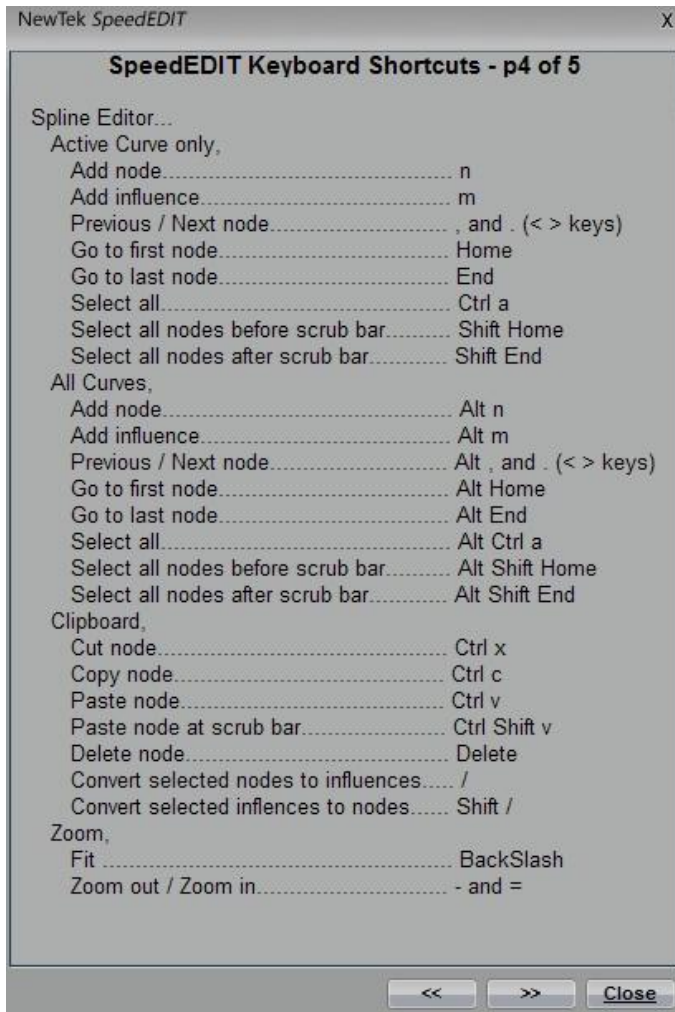 NewTek SpeedEDIT X
SpeedEDIT Keyboard Shortcuts - p4 of 5
Spline Editor...
Active Curve only,
Add node................................................ n
Add influence.......................................... m
Previous / Next node............................. , and . (< > keys)
Go to first node...................................... Home
Go to last node...................................... End
Select all................................................ Ctrl a
Select all nodes before scrub bar.......... Shift Home
Select all nodes after scrub bar............ Shift End
All Curves,
Add node................................................ Alt n
Add influence.......................................... Alt m
Previous / Next node............................. Alt , and . (< > keys)
Go to first node...................................... Alt Home
Go to last node...................................... Alt End
Select all................................................ Alt Ctrl a
Select all nodes before scrub bar.......... Alt Shift Home
Select all nodes after scrub bar............ Alt Shift End
Clipboard,
Cut node................................................ Ctrl x
Copy node.............................................. Ctrl c
Paste node.............................................. Ctrl v
Paste node at scrub bar........................ Ctrl Shift v
Delete node............................................ Delete
Convert selected nodes to influences..... /
Convert selected inflences to nodes...... Shift /
Zoom,
Fit .......................................................... BackSlash
Zoom out / Zoom in................................ - and =
<< >> Close